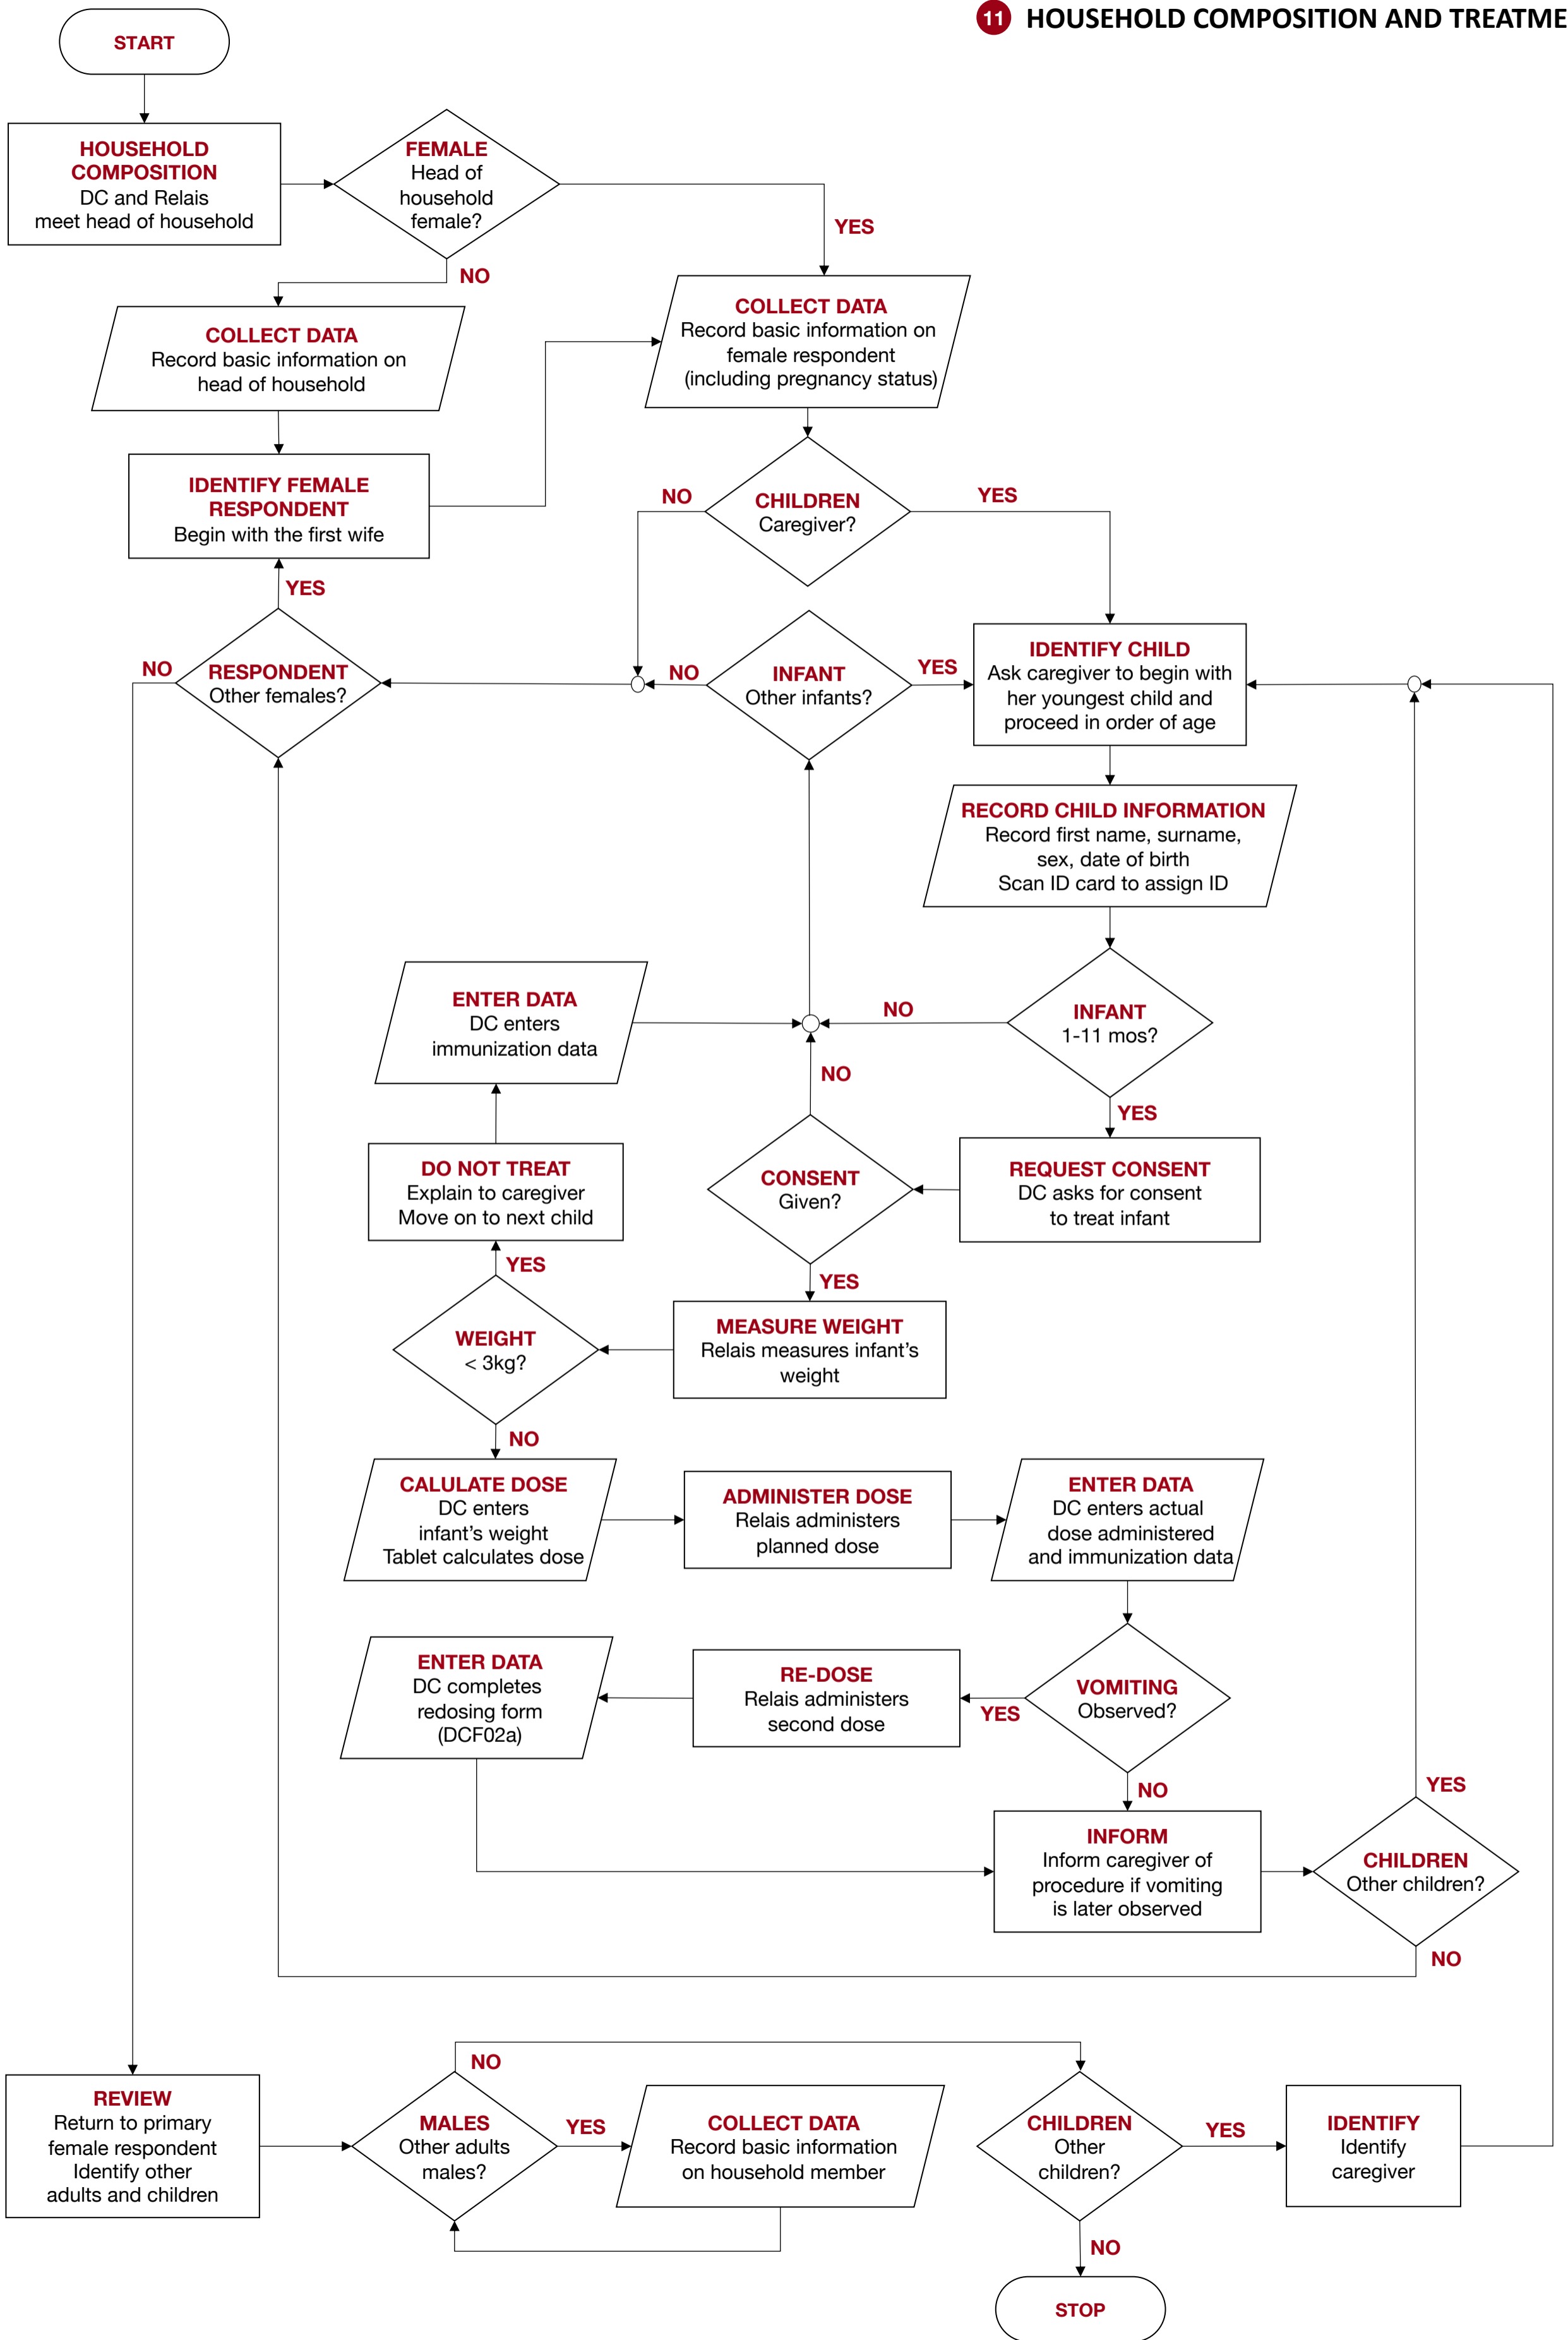 11 HOUSEHOLD COMPOSITION AND TREATME
START
HOUSEHOLD
COMPOSITION
DC and Relais
meet head of household
FEMALE
Head of
household
female?
YES
NO
COLLECT DATA
Record basic information on
head of household
COLLECT DATA
Record basic information on
female respondent
(including pregnancy status)
IDENTIFY FEMALE
RESPONDENT
Begin with the first wife
NO
CHILDREN
Caregiver?
YES
YES
NO
RESPONDENT
Other females?
NO
INFANT
Other infants?
YES
IDENTIFY CHILD
Ask caregiver to begin with
her youngest child and
proceed in order of age
RECORD CHILD INFORMATION
Record first name, surname,
sex, date of birth
Scan ID card to assign ID
ENTER DATA
DC enters
immunization data
NO
INFANT
1-11 mos?
NO
YES
DO NOT TREAT
Explain to caregiver
Move on to next child
CONSENT
Given?
REQUEST CONSENT
DC asks for consent
to treat infant
YES
YES
WEIGHT
< 3kg?
MEASURE WEIGHT
Relais measures infant's
weight
NO
CALULATE DOSE
DC enters
infant's weight
Tablet calculates dose
ADMINISTER DOSE
Relais administers
planned dose
ENTER DATA
DC enters actual
dose administered
and immunization data
ENTER DATA
DC completes
redosing form
(DCF02a)
RE-DOSE
Relais administers
second dose
YES
VOMITING
Observed?
NO
YES
INFORM
Inform caregiver of
procedure if vomiting
is later observed
CHILDREN
Other children?
NO
REVIEW
Return to primary
female respondent
Identify other
adults and children
NO
MALES
Other adults
males?
YES
COLLECT DATA
Record basic information
on household member
CHILDREN
Other
children?
YES
IDENTIFY
Identify
caregiver
NO
STOP